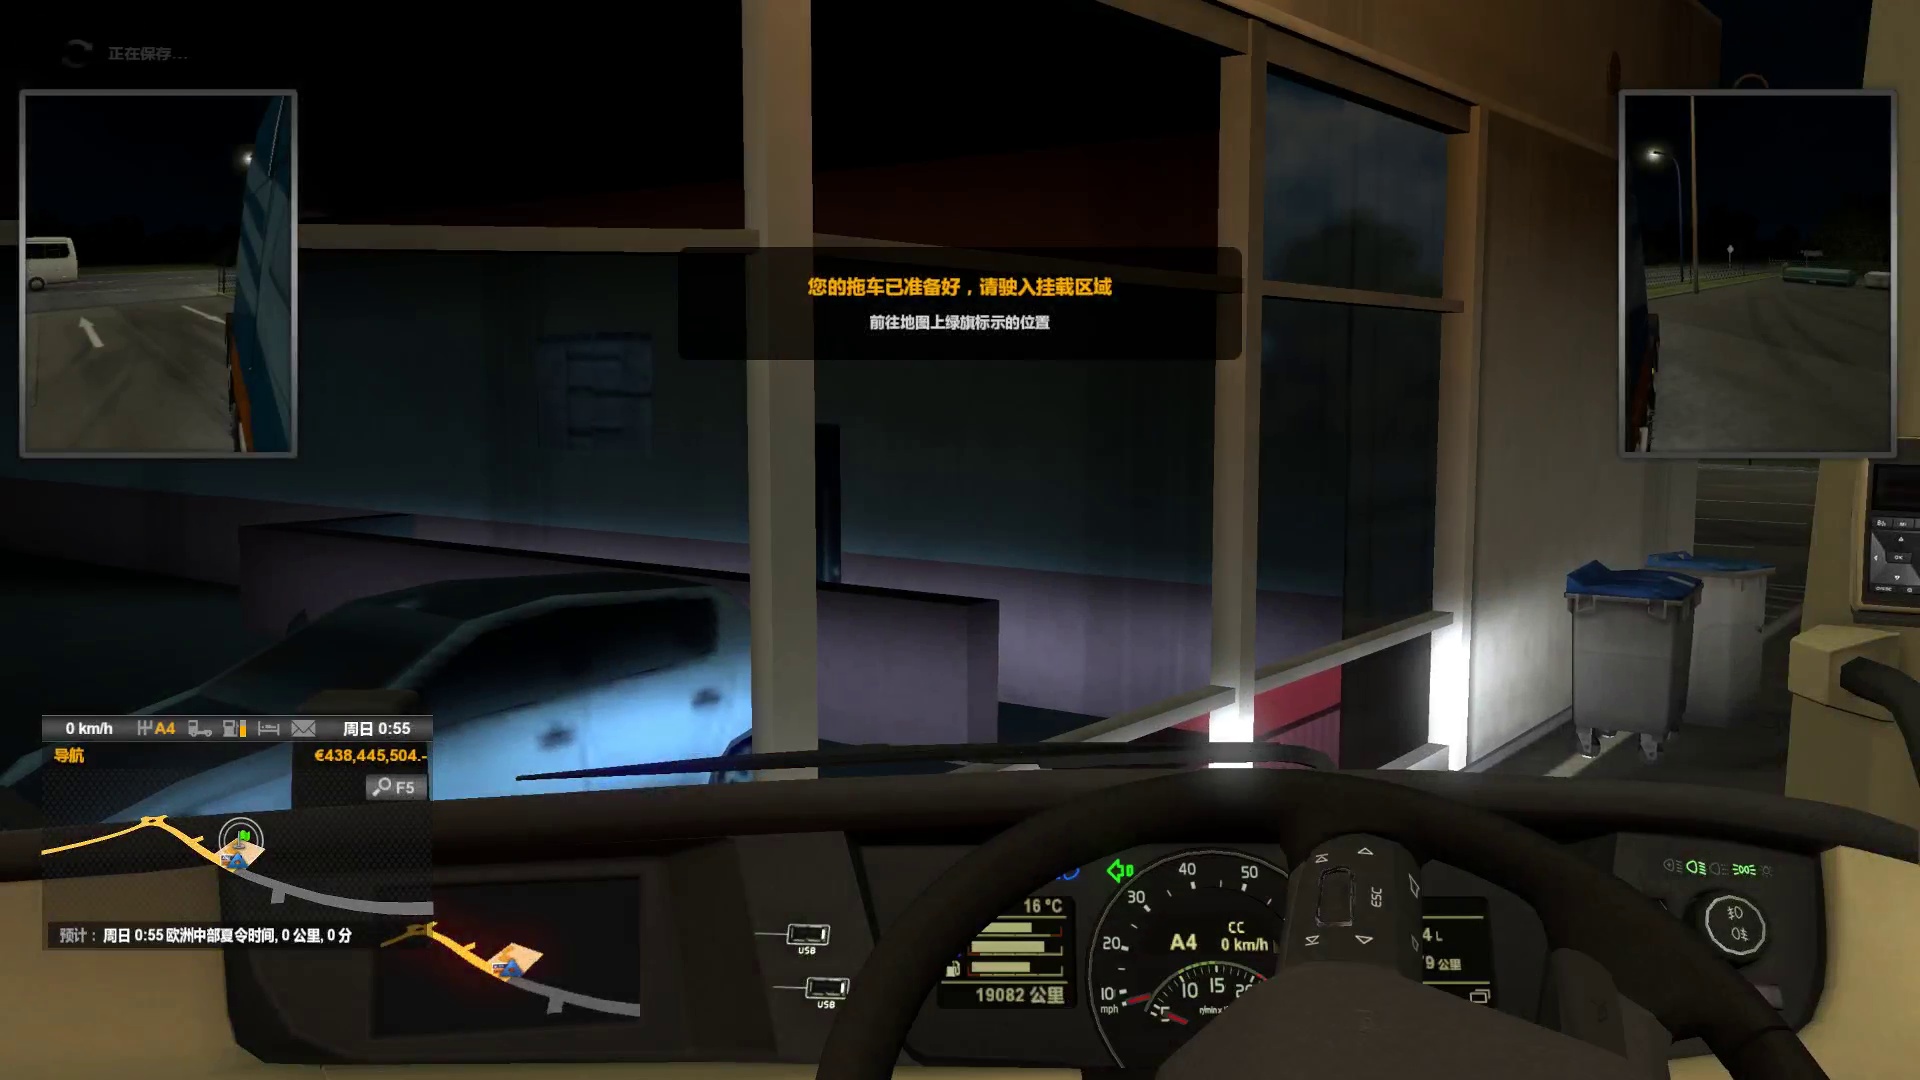 正在保存...
您的拖车已准备好，请驶入挂载区域
前往地图上绿旗标示的位置
0 km/h A4 周日 0:55
导航 €438,445,504.-
F5
预计：周日 0:55 欧洲中部夏令时间, 0 公里, 0 分
USB
USB
16 °C
19082 公里
10 20 30 40 50
mph
A4
CC
0 km/h
5 10 15 20
ESC
4 L
9 公里